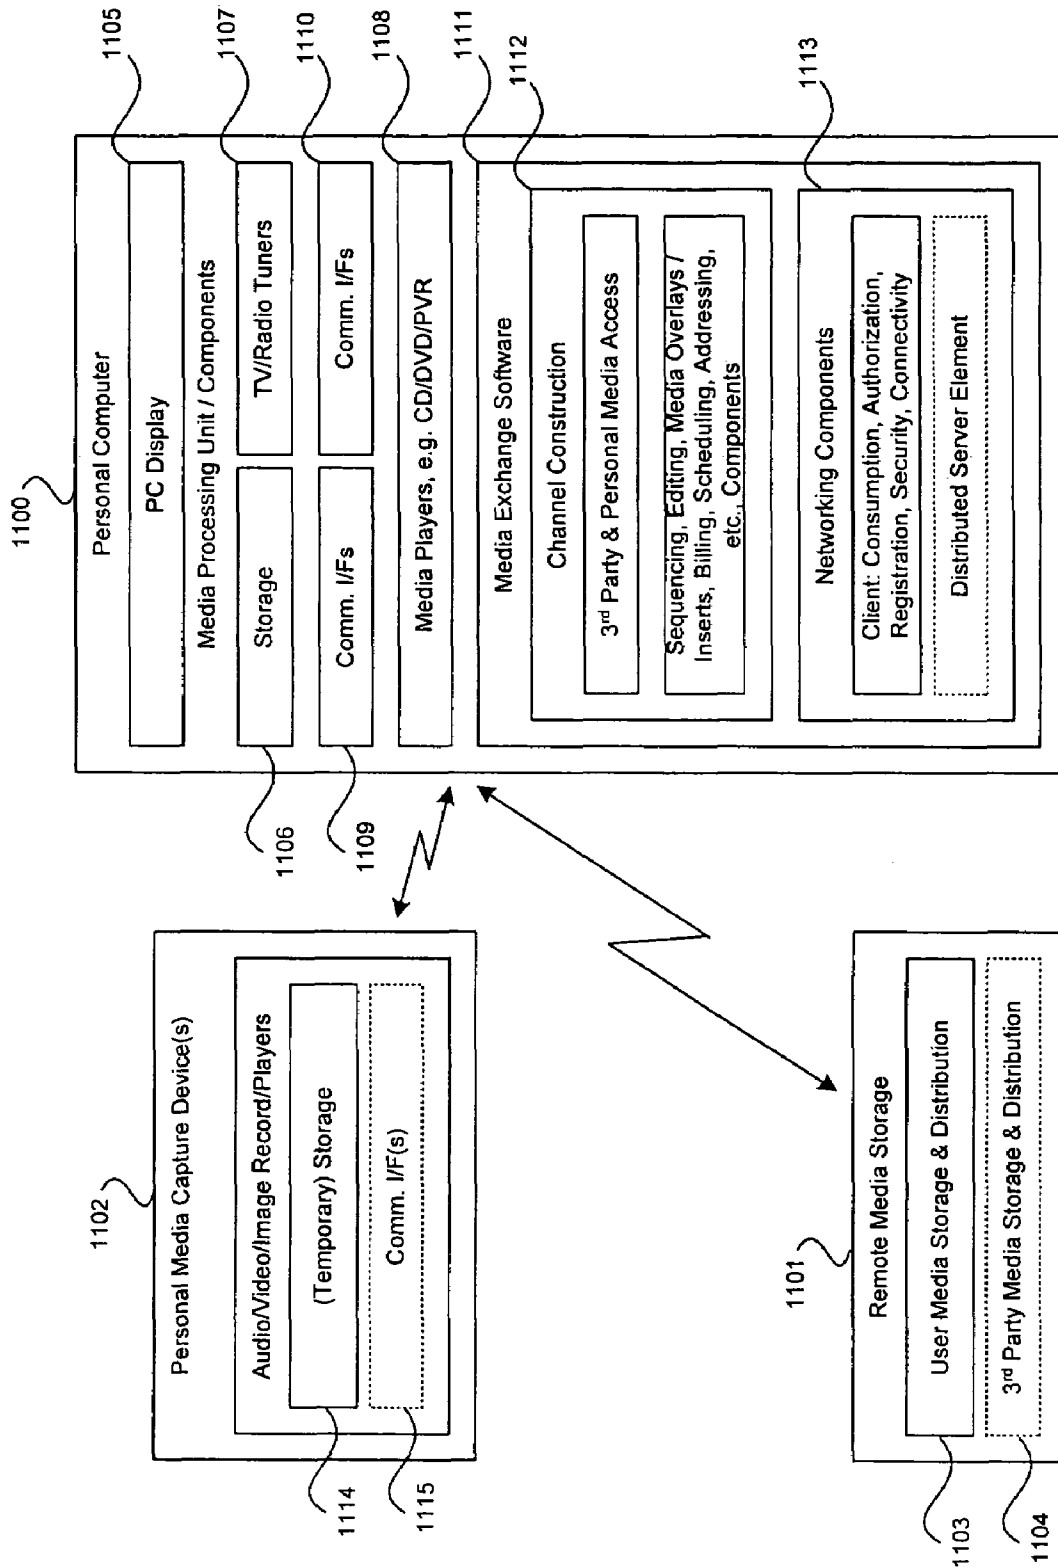 1100
Personal Computer
PC Display
1105
Media Processing Unit / Components
Storage
TV/Radio Tuners
1106
1107
Comm. I/Fs
Comm. I/Fs
1109
1110
Media Players, e.g. CD/DVD/PVR
1108
Media Exchange Software
1111
Channel Construction
1112
3rd Party & Personal Media Access
Sequencing, Editing, Media Overlays /
Inserts, Billing, Scheduling, Addressing,
etc., Components
Networking Components
1113
Client: Consumption, Authorization,
Registration, Security, Connectivity
Distributed Server Element
1102
Personal Media Capture Device(s)
Audio/Video/Image Record/Players
(Temporary) Storage
1114
Comm. I/F(s)
1115
1101
Remote Media Storage
User Media Storage & Distribution
1103
3rd Party Media Storage & Distribution
1104